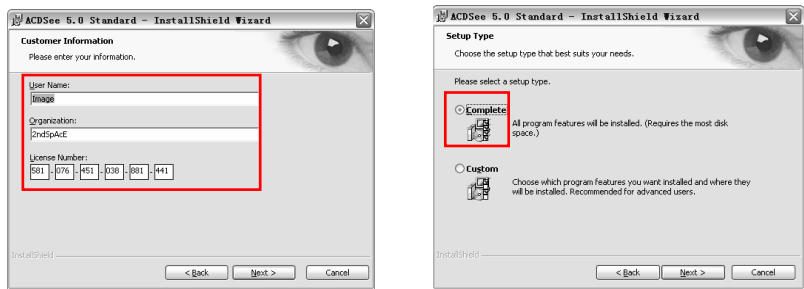 ACDSee 5.0 Standard - InstallShield Wizard
Customer Information
Please enter your information.
User Name:
Image
Organization:
2ndSpAcE
License Number:
581 - 076 - 451 - 038 - 881 - 441
InstallShield
< Back Next > Cancel
ACDSee 5.0 Standard - InstallShield Wizard
Setup Type
Choose the setup type that best suits your needs.
Please select a setup type.
Complete
All program features will be installed. (Requires the most disk
space.)
Custom
Choose which program features you want installed and where they
will be installed. Recommended for advanced users.
InstallShield
< Back Next > Cancel